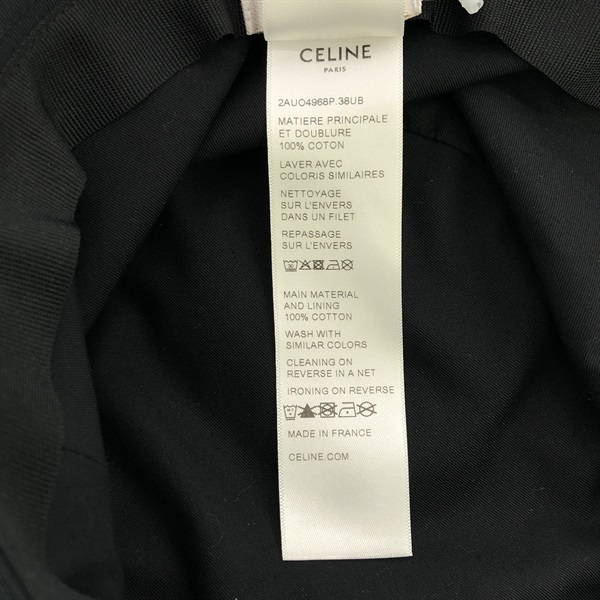 CELINE
PARIS
2AUO4968P.38UB
MATIERE PRINCIPALE
ET DOUBLURE
100% COTON
LAVER AVEC
COLORIS SIMILAIRES
NETTOYAGE
SUR L'ENVERS
DANS UN FILET
REPASSAGE
SUR L'ENVERS
MAIN MATERIAL
AND LINING
100% COTTON
WASH WITH
SIMILAR COLORS
CLEANING ON
REVERSE IN A NET
IRONING ON REVERSE
MADE IN FRANCE
CELINE.COM